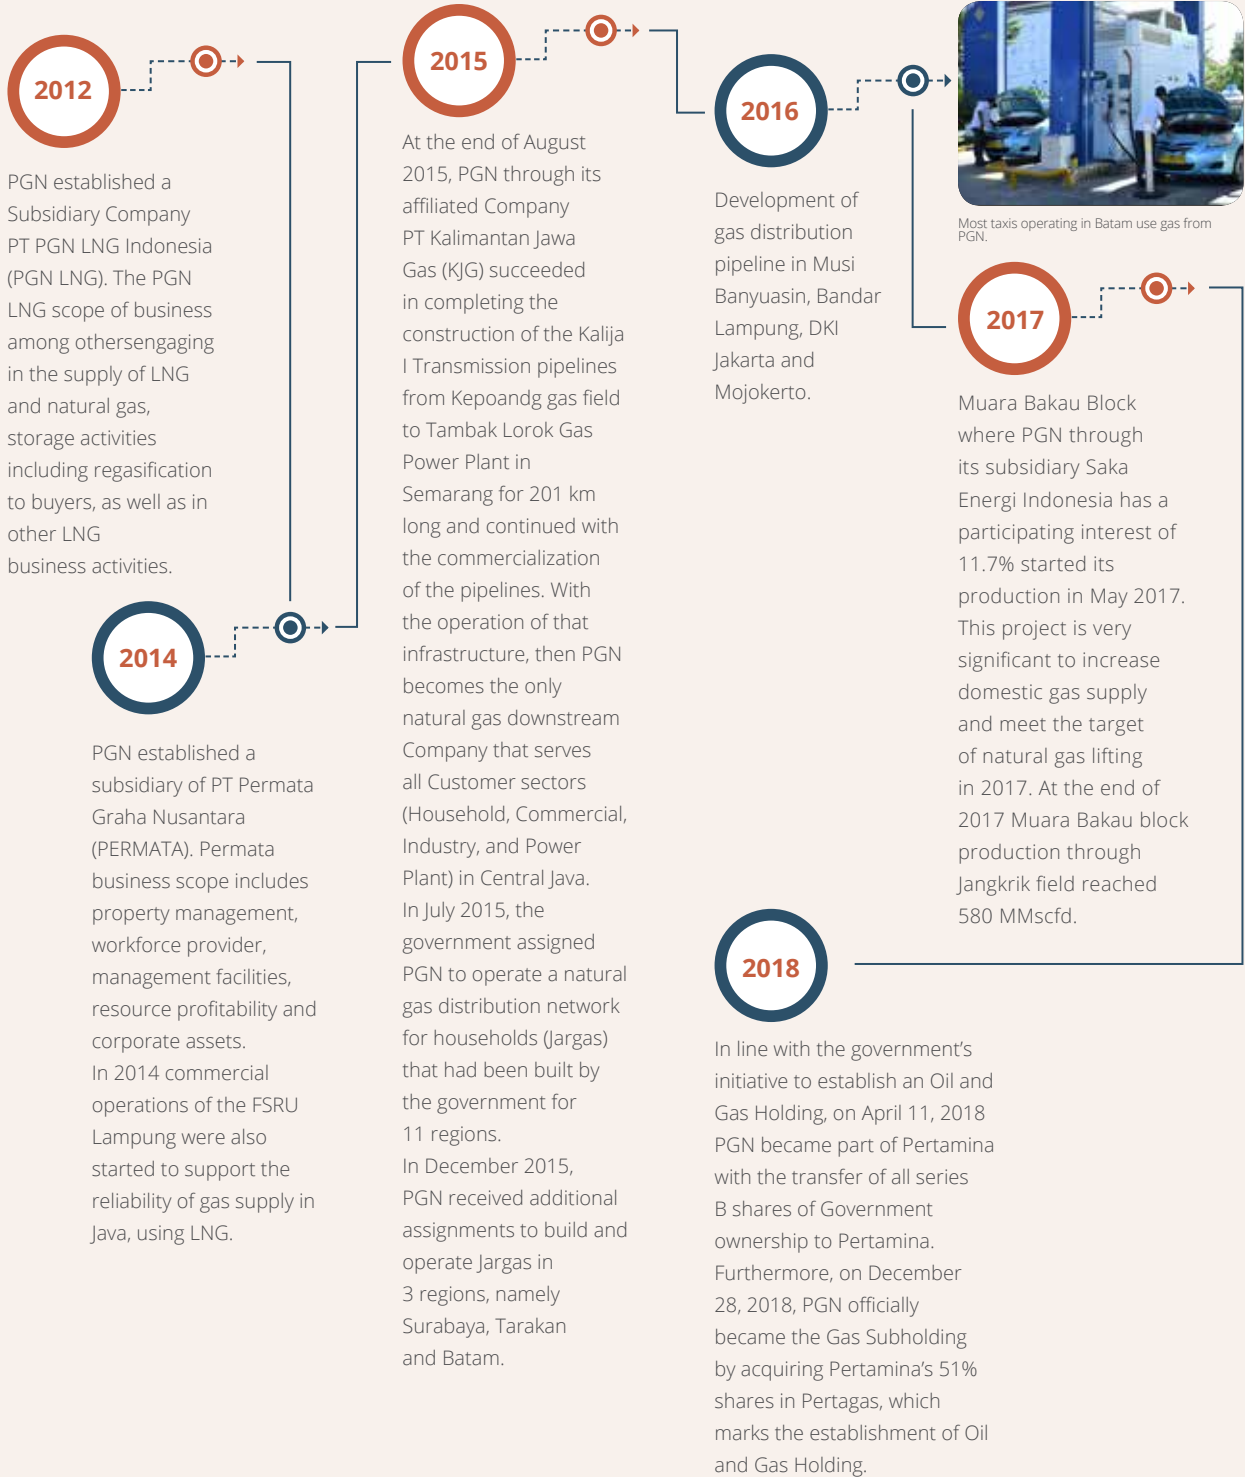 2012
PGN established a
Subsidiary Company
PT PGN LNG Indonesia
(PGN LNG). The PGN
LNG scope of business
among othersengaging
in the supply of LNG
and natural gas,
storage activities
including regasification
to buyers, as well as in
other LNG
business activities.
2014
PGN established a
subsidiary of PT Permata
Graha Nusantara
(PERMATA). Permata
business scope includes
property management,
workforce provider,
management facilities,
resource profitability and
corporate assets.
In 2014 commercial
operations of the FSRU
Lampung were also
started to support the
reliability of gas supply in
Java, using LNG.
2015
At the end of August
2015, PGN through its
affiliated Company
PT Kalimantan Jawa
Gas (KJG) succeeded
in completing the
construction of the Kalija
I Transmission pipelines
from Kepoandg gas field
to Tambak Lorok Gas
Power Plant in
Semarang for 201 km
long and continued with
the commercialization
of the pipelines. With
the operation of that
infrastructure, then PGN
becomes the only
natural gas downstream
Company that serves
all Customer sectors
(Household, Commercial,
Industry, and Power
Plant) in Central Java.
In July 2015, the
government assigned
PGN to operate a natural
gas distribution network
for households (Jargas)
that had been built by
the government for
11 regions.
In December 2015,
PGN received additional
assignments to build and
operate Jargas in
3 regions, namely
Surabaya, Tarakan
and Batam.
2016
Development of
gas distribution
pipeline in Musi
Banyuasin, Bandar
Lampung, DKI
Jakarta and
Mojokerto.
Most taxis operating in Batam use gas from
PGN.
2017
Muara Bakau Block
where PGN through
its subsidiary Saka
Energi Indonesia has a
participating interest of
11.7% started its
production in May 2017.
This project is very
significant to increase
domestic gas supply
and meet the target
of natural gas lifting
in 2017. At the end of
2017 Muara Bakau block
production through
Jangkrik field reached
580 MMscfd.
2018
In line with the government’s
initiative to establish an Oil and
Gas Holding, on April 11, 2018
PGN became part of Pertamina
with the transfer of all series
B shares of Government
ownership to Pertamina.
Furthermore, on December
28, 2018, PGN officially
became the Gas Subholding
by acquiring Pertamina’s 51%
shares in Pertagas, which
marks the establishment of Oil
and Gas Holding.